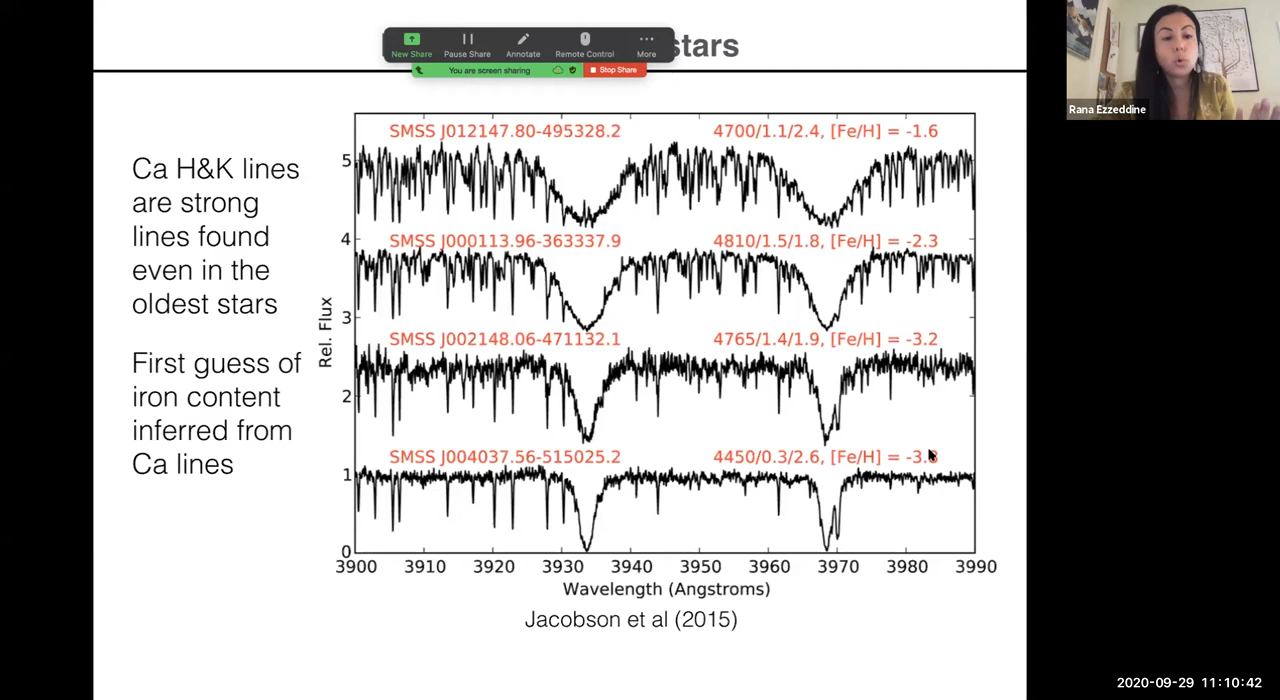 stars
New Share
Pause Share
Annotate
Remote Control
More
You are screen sharing
Stop Share
Rana Ezzeddine
Ca H&K lines
are strong
lines found
even in the
oldest stars
First guess of
iron content
inferred from
Ca lines
SMSS J012147.80-495328.2 4700/1.1/2.4, [Fe/H] = -1.6
SMSS J000113.96-363337.9 4810/1.5/1.8, [Fe/H] = -2.3
SMSS J002148.06-471132.1 4765/1.4/1.9, [Fe/H] = -3.2
SMSS J004037.56-515025.2 4450/0.3/2.6, [Fe/H] =
5
4
3
2
1
0
Rel. Flux
3900 3910 3920 3930 3940 3950 3960 3970 3980 3990
Wavelength (Angstroms)
Jacobson et al (2015)
2020-09-29 11:10:42